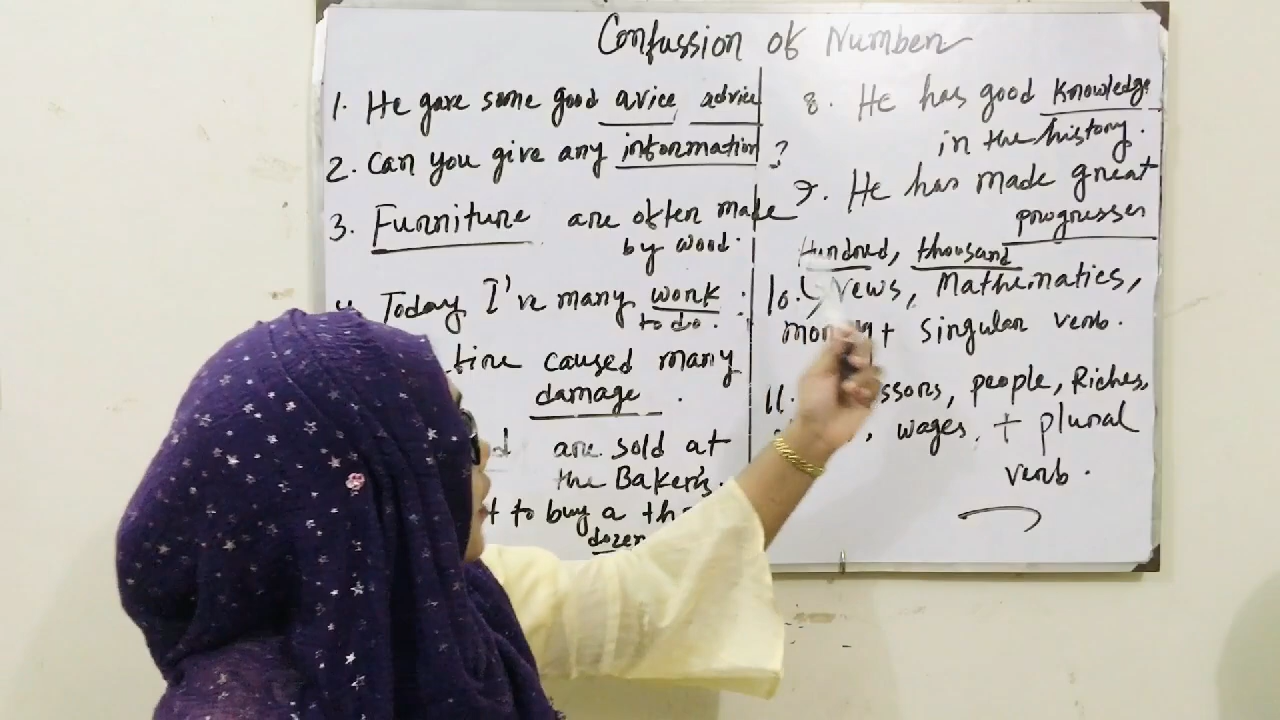 Confussion of Number
1. He gave some good avice, advice
2. Can you give any information ?
3. Furniture are often made
by wood.
Today I've many work
to do.
caused many
damage.
are sold at
the Baker's.
to buy a
dozen
8. He has good knowledge
in the history.
9. He has made great
progresses
Hundred, thousand
10. News, Mathematics,
money + singular verb.
11. people, Riches,
wages, + plural
verb.